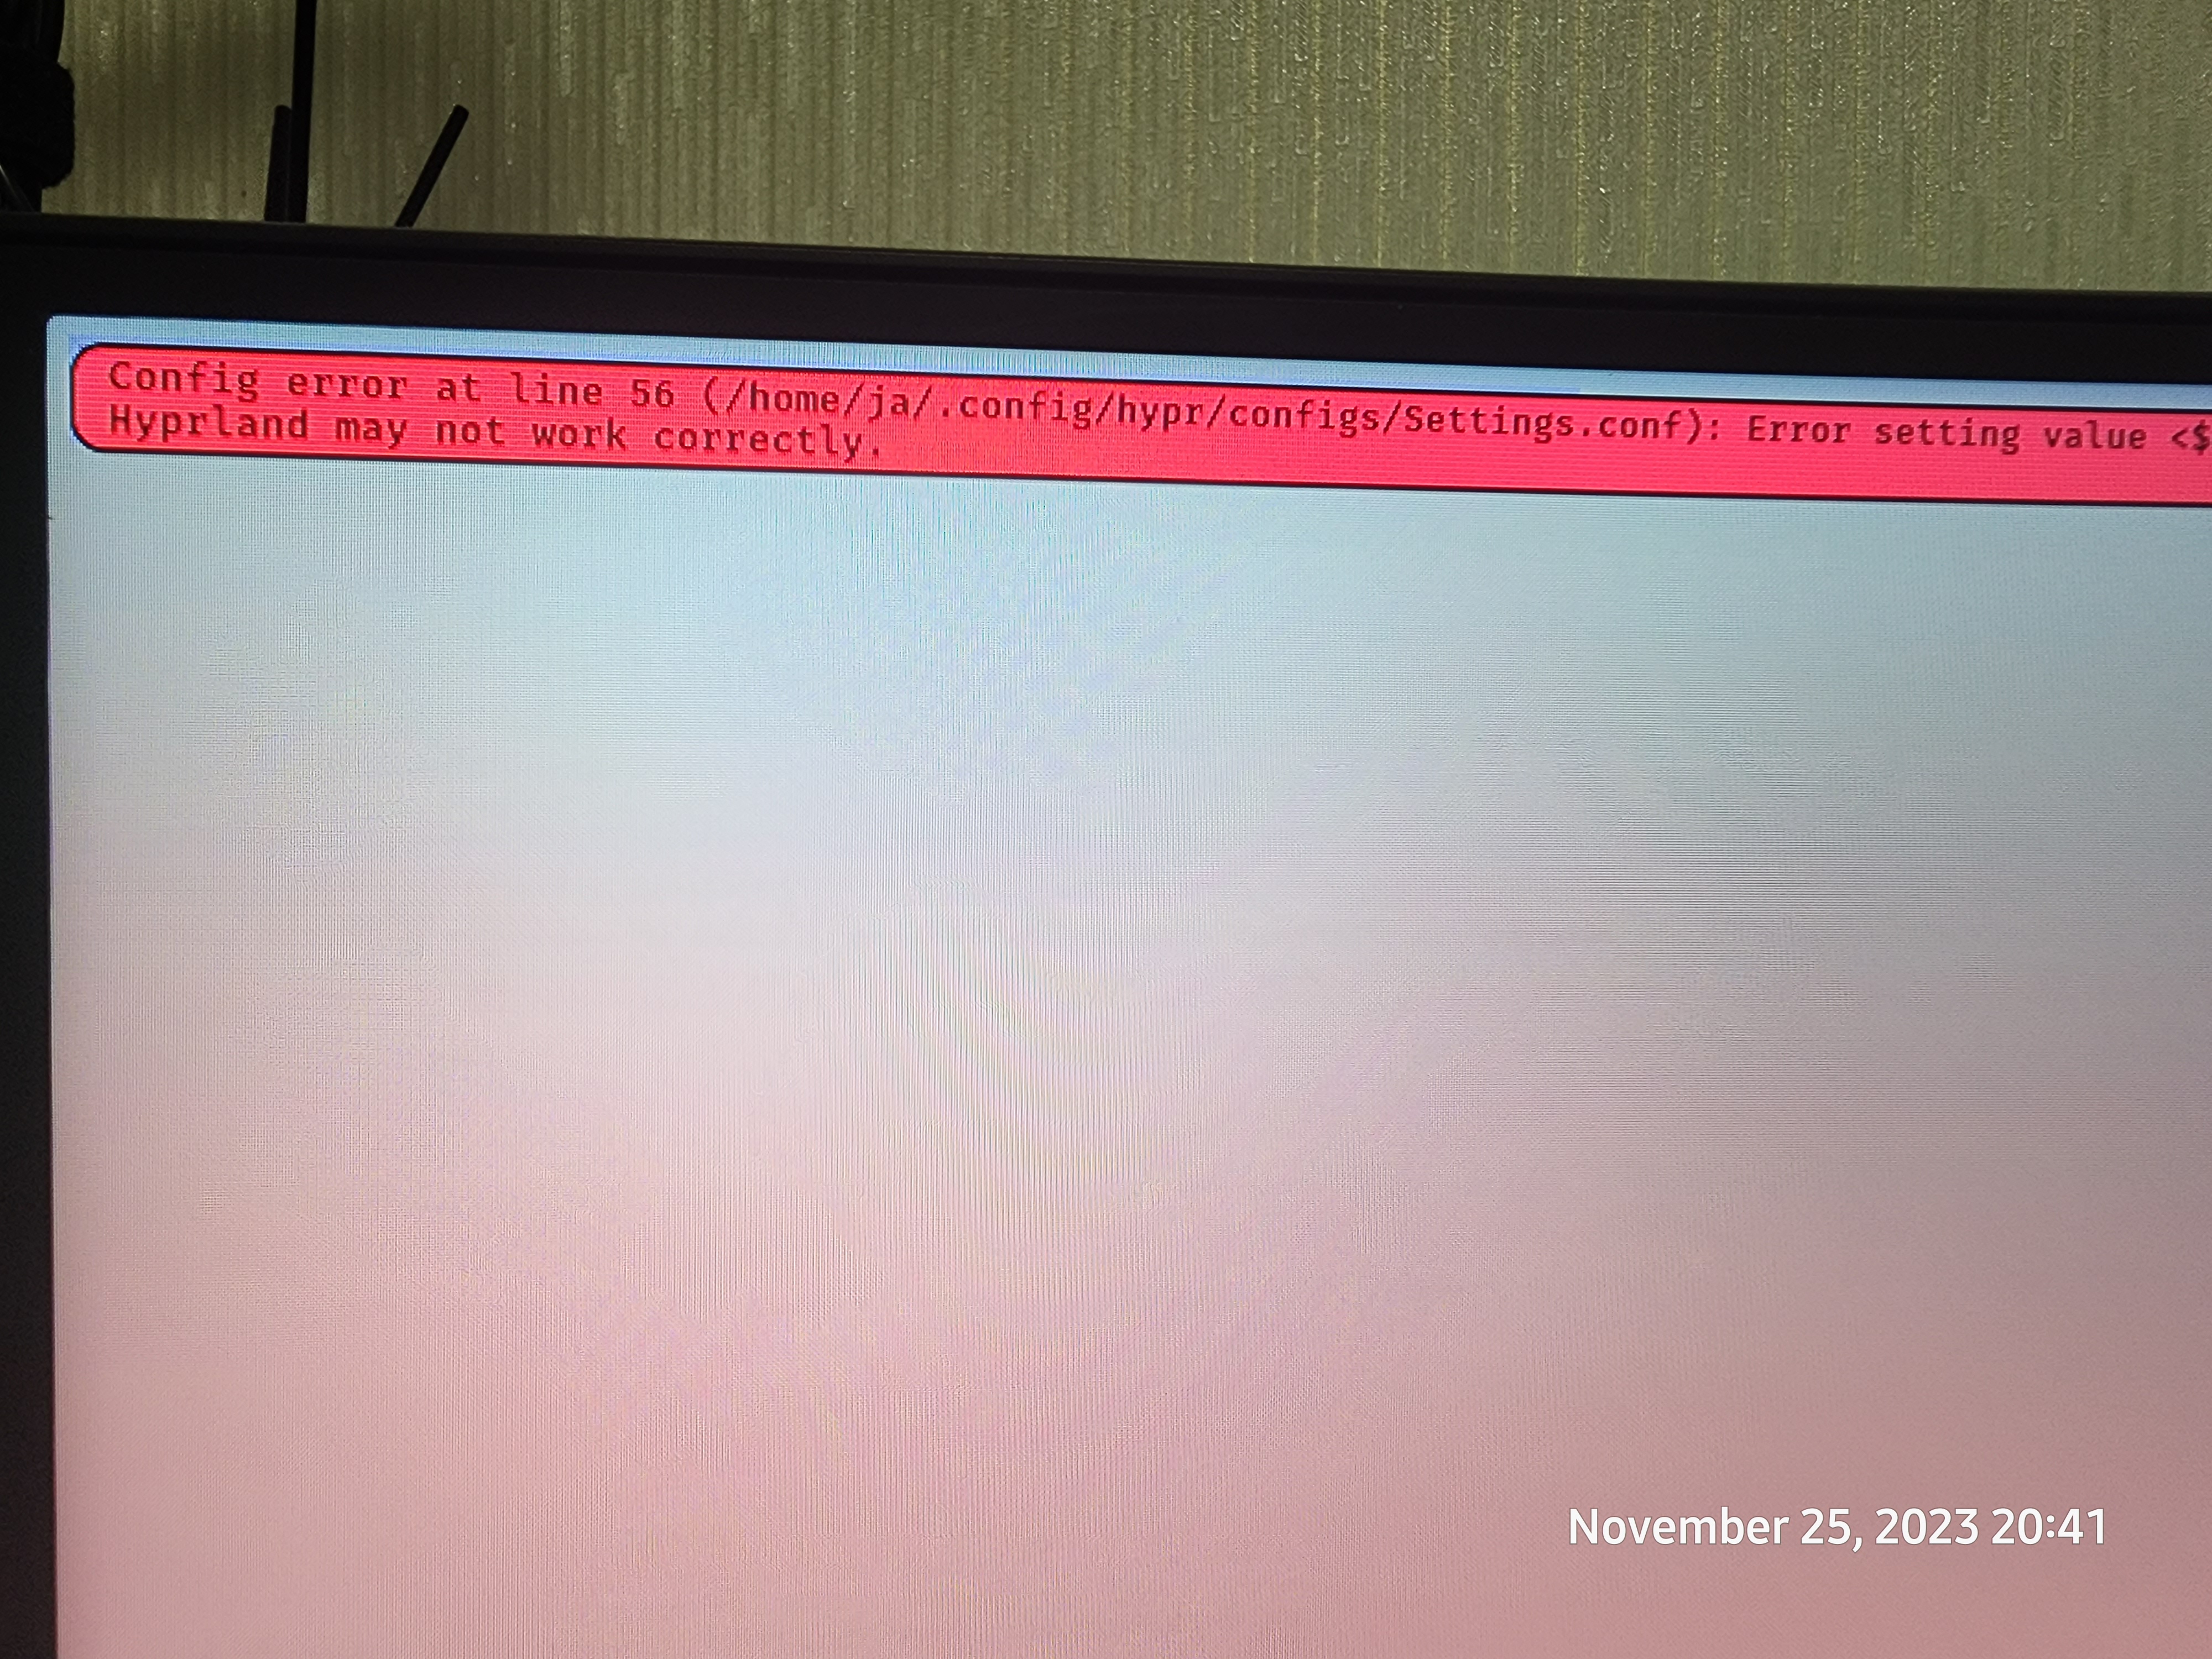 Config error at line 56 (/home/ja/.config/hypr/configs/Settings.conf): Error setting value <$
Hyprland may not work correctly.
November 25, 2023 20:41